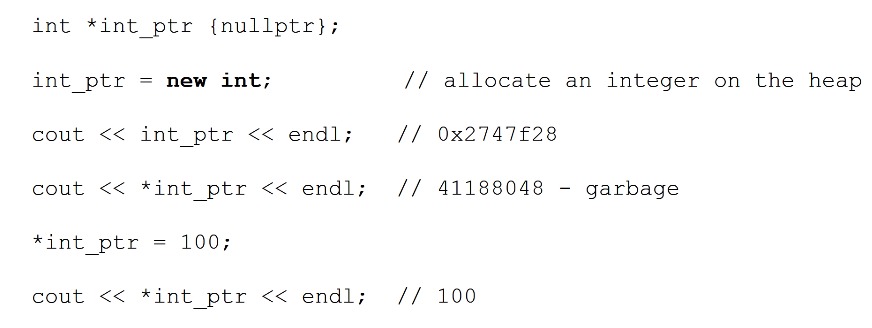 int *int_ptr {nullptr};
int_ptr = new int; // allocate an integer on the heap
cout << int_ptr << endl; // 0x2747f28
cout << *int_ptr << endl; // 41188048 - garbage
*int_ptr = 100;
cout << *int_ptr << endl; // 100